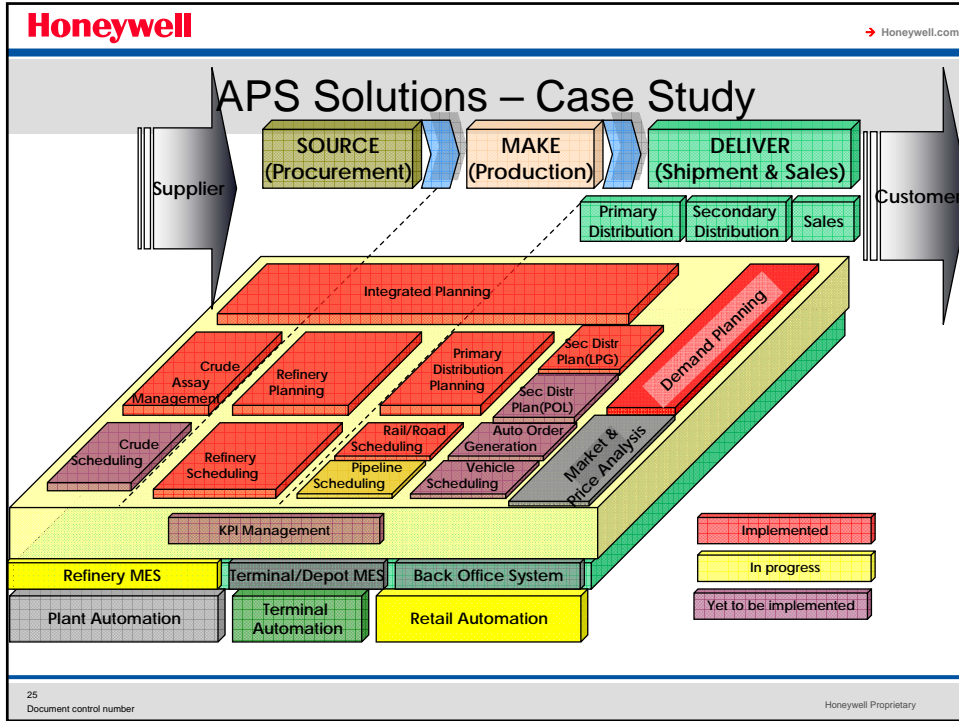 Honeywell
→ Honeywell.com
APS Solutions – Case Study
Supplier
SOURCE
(Procurement)
MAKE
(Production)
DELIVER
(Shipment & Sales)
Customer
Primary
Distribution
Secondary
Distribution
Sales
Integrated Planning
Demand Planning
Crude
Assay
Management
Refinery
Planning
Primary
Distribution
Planning
Sec Distr
Plan(LPG)
Sec Distr
Plan(POL)
Crude
Scheduling
Refinery
Scheduling
Rail/Road
Scheduling
Auto Order
Generation
Pipeline
Scheduling
Vehicle
Scheduling
Market &
Price Analysis
KPI Management
Implemented
In progress
Yet to be implemented
Refinery MES
Terminal/Depot MES
Back Office System
Plant Automation
Terminal
Automation
Retail Automation
25
Document control number
Honeywell Proprietary